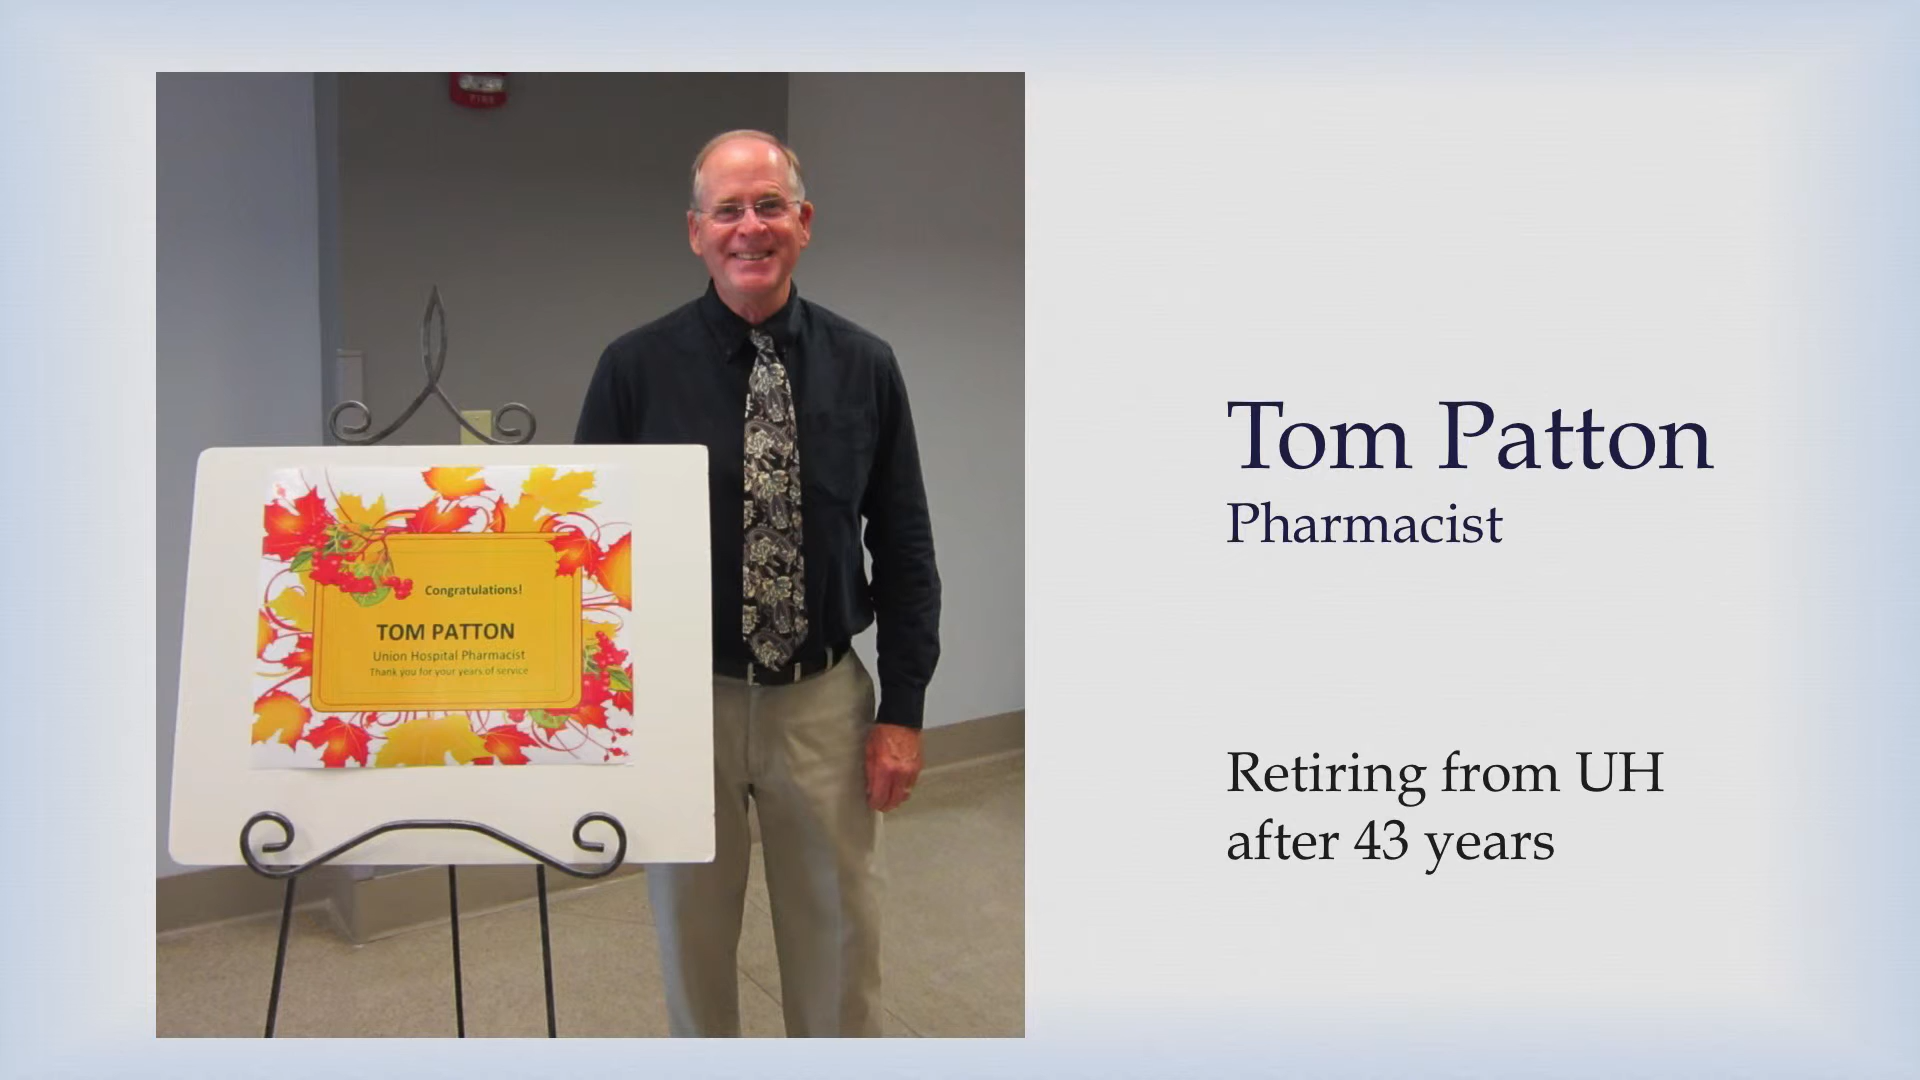 FIRE
Congratulations!
TOM PATTON
Union Hospital Pharmacist
Thank you for your years of service
Tom Patton
Pharmacist
Retiring from UH
after 43 years